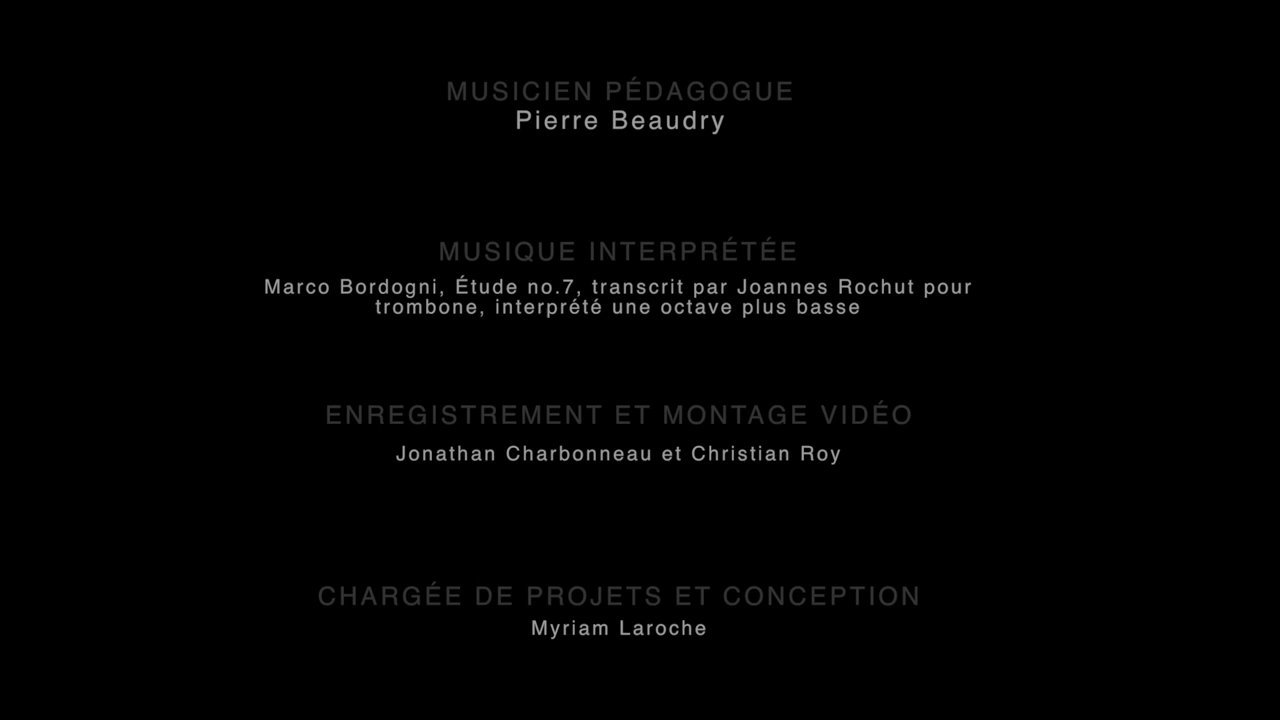 MUSICIEN PÉDAGOGUE
Pierre Beaudry
MUSIQUE INTERPRÉTÉE
Marco Bordogni, Étude no.7, transcrit par Joannes Rochut pour
trombone, interprété une octave plus basse
ENREGISTREMENT ET MONTAGE VIDÉO
Jonathan Charbonneau et Christian Roy
CHARGÉE DE PROJETS ET CONCEPTION
Myriam Laroche